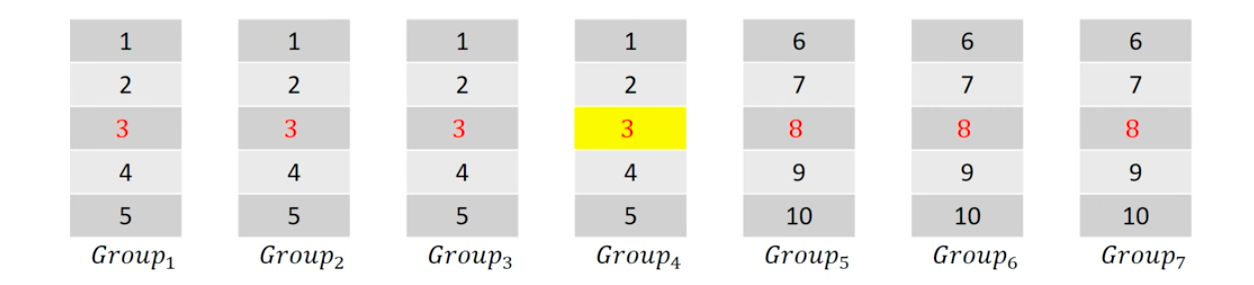 1 1 1 1 6 6 6
2 2 2 2 7 7 7
3 3 3 3 8 8 8
4 4 4 4 9 9 9
5 5 5 5 10 10 10
Group₁ Group₂ Group₃ Group₄ Group₅ Group₆ Group₇